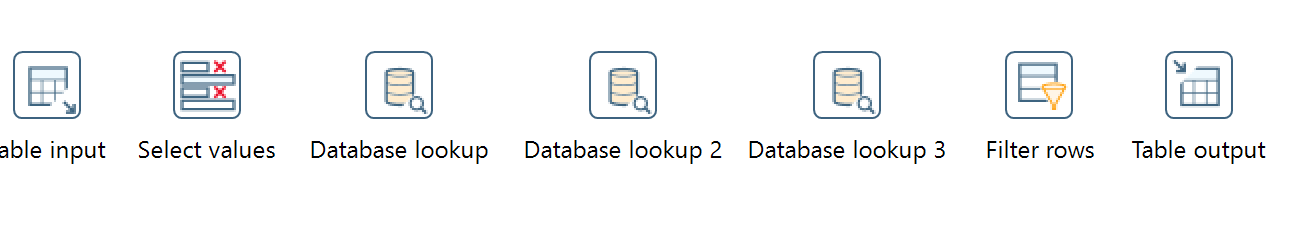 able input
Select values
Database lookup
Database lookup 2
Database lookup 3
Filter rows
Table output